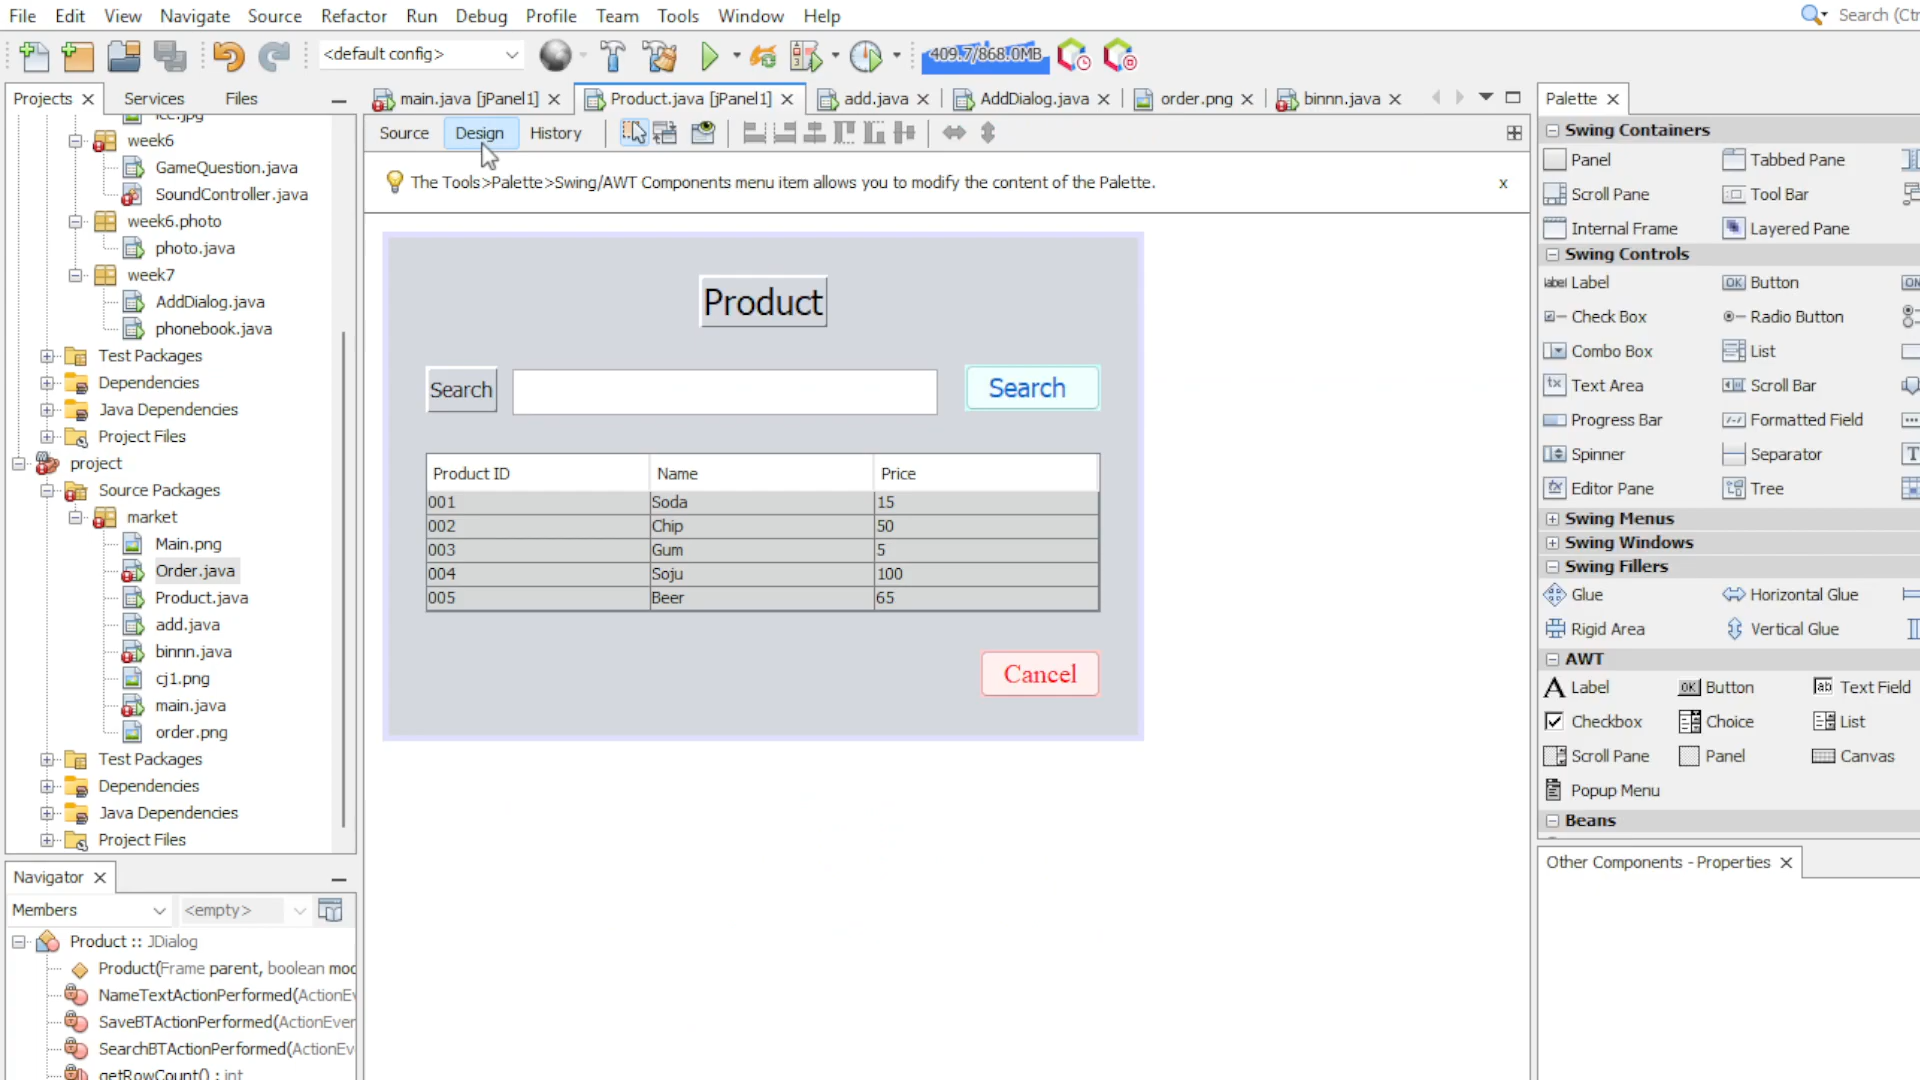 File Edit View Navigate Source Refactor Run Debug Profile Team Tools Window Help
Search (Ctr
<default config>
409.7/868.0MB
Projects Services Files
main.java [jPanel1] Product.java [jPanel1] add.java AddDialog.java order.png binnn.java
Palette
Source Design History
The Tools>Palette>Swing/AWT Components menu item allows you to modify the content of the Palette.
x
ice.jpg
week6
GameQuestion.java
SoundController.java
week6.photo
photo.java
week7
AddDialog.java
phonebook.java
Test Packages
Dependencies
Java Dependencies
Project Files
project
Source Packages
market
Main.png
Order.java
Product.java
add.java
binnn.java
cj1.png
main.java
order.png
Test Packages
Dependencies
Java Dependencies
Project Files
Navigator
Members <empty>
Product :: JDialog
Product(Frame parent, boolean mod
NameTextActionPerformed(ActionEv
SaveBTActionPerformed(ActionEver
SearchBTActionPerformed(ActionEv
getRowCount() : int
Product
Search Search
Product ID Name Price
001 Soda 15
002 Chip 50
003 Gum 5
004 Soju 100
005 Beer 65
Cancel
Swing Containers
Panel Tabbed Pane
Scroll Pane Tool Bar
Internal Frame Layered Pane
Swing Controls
label Label OK Button ON
Check Box Radio Button
Combo Box List
Text Area Scroll Bar
Progress Bar Formatted Field
Spinner Separator T
Editor Pane Tree
Swing Menus
Swing Windows
Swing Fillers
Glue Horizontal Glue
Rigid Area Vertical Glue
AWT
A Label OK Button ab Text Field
Checkbox Choice List
Scroll Pane Panel Canvas
Popup Menu
Beans
Other Components - Properties